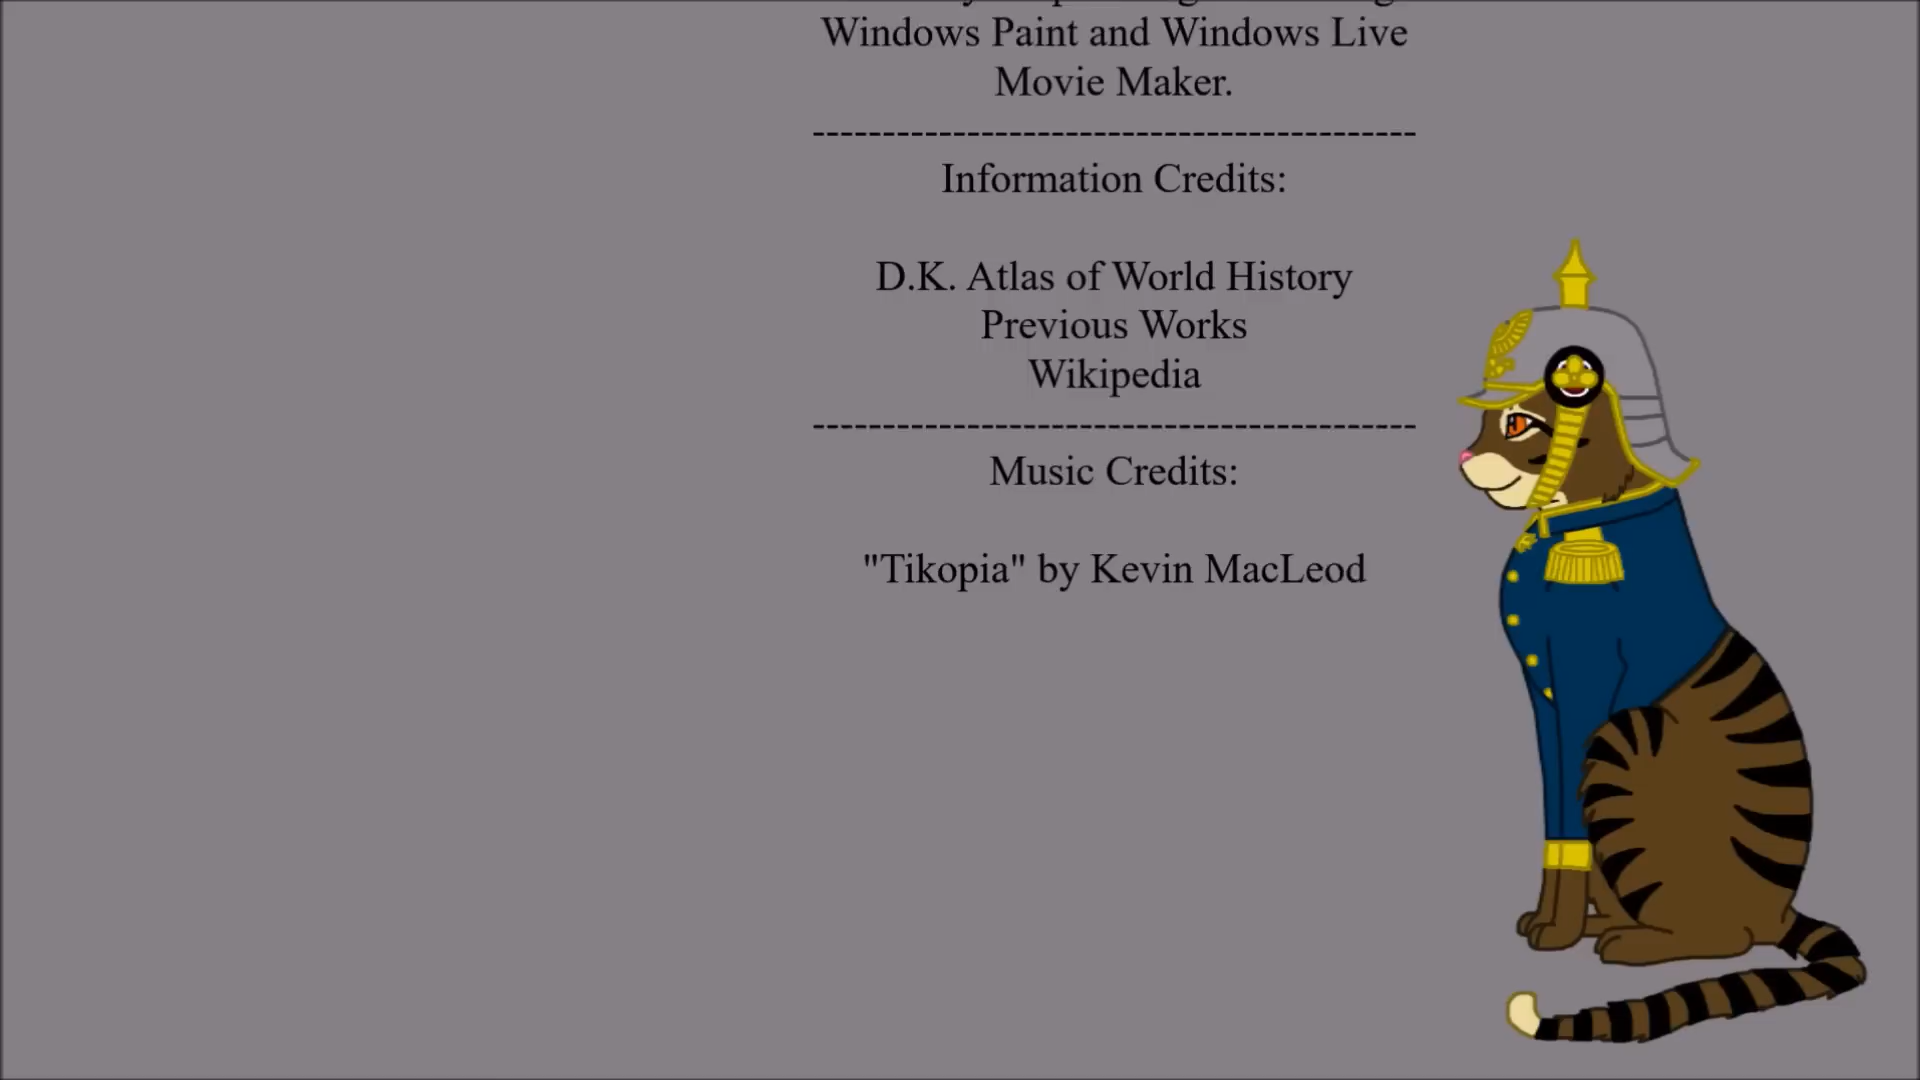 Windows Paint and Windows Live
Movie Maker.
-------------------------------------------
Information Credits:
D.K. Atlas of World History
Previous Works
Wikipedia
-------------------------------------------
Music Credits:
"Tikopia" by Kevin MacLeod